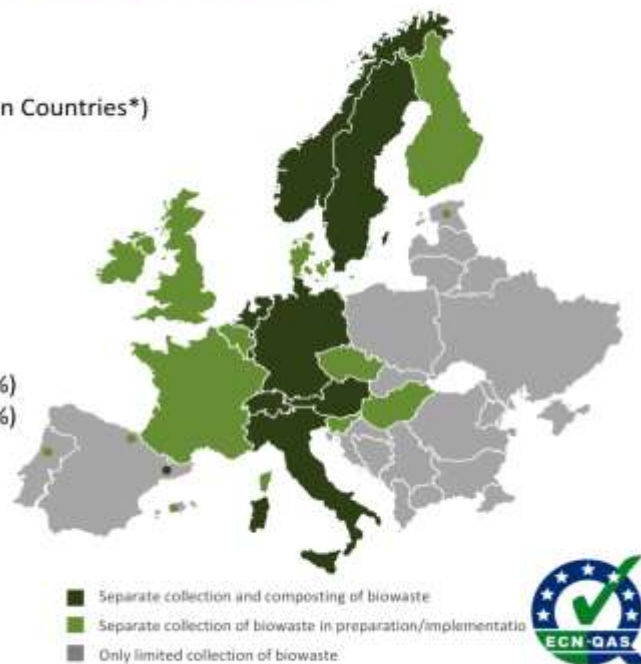 n Countries*)
%)
%)
Separate collection and composting of biowaste
Separate collection of biowaste in preparation/implementatio
Only limited collection of biowaste
ECN-QAS